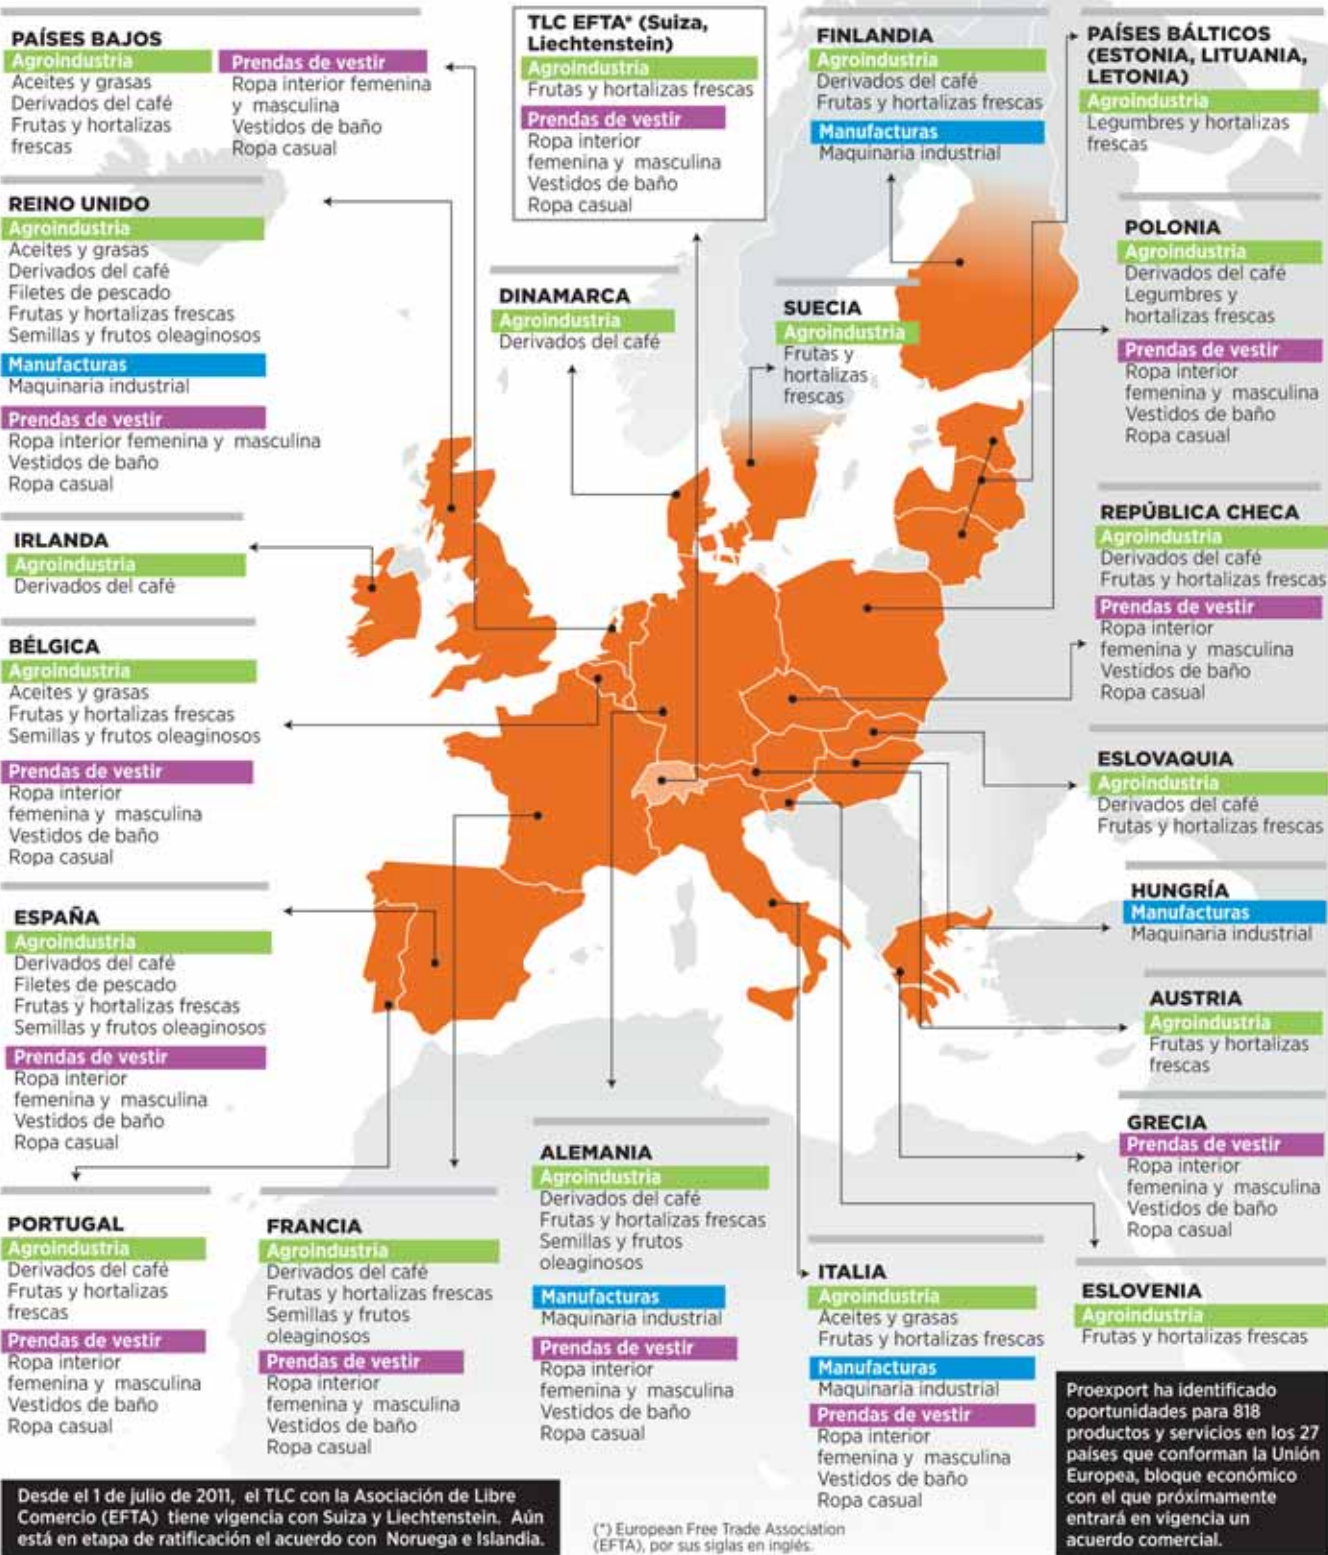 PAÍSES BAJOS
Agroindustria
Aceites y grasas
Derivados del café
Frutas y hortalizas
frescas
Prendas de vestir
Ropa interior femenina
y masculina
Vestidos de baño
Ropa casual
TLC EFTA* (Suiza,
Liechtenstein)
Agroindustria
Frutas y hortalizas frescas
Prendas de vestir
Ropa interior
femenina y masculina
Vestidos de baño
Ropa casual
FINLANDIA
Agroindustria
Derivados del café
Frutas y hortalizas frescas
Manufacturas
Maquinaria industrial
PAÍSES BÁLTICOS
(ESTONIA, LITUANIA,
LETONIA)
Agroindustria
Legumbres y hortalizas
frescas
REINO UNIDO
Agroindustria
Aceites y grasas
Derivados del café
Filetes de pescado
Frutas y hortalizas frescas
Semillas y frutos oleaginosos
Manufacturas
Maquinaria industrial
Prendas de vestir
Ropa interior femenina y masculina
Vestidos de baño
Ropa casual
DINAMARCA
Agroindustria
Derivados del café
SUECIA
Agroindustria
Frutas y
hortalizas
frescas
POLONIA
Agroindustria
Derivados del café
Legumbres y
hortalizas frescas
Prendas de vestir
Ropa interior
femenina y masculina
Vestidos de baño
Ropa casual
IRLANDA
Agroindustria
Derivados del café
REPÚBLICA CHECA
Agroindustria
Derivados del café
Frutas y hortalizas frescas
Prendas de vestir
Ropa interior
femenina y masculina
Vestidos de baño
Ropa casual
BÉLGICA
Agroindustria
Aceites y grasas
Frutas y hortalizas frescas
Semillas y frutos oleaginosos
Prendas de vestir
Ropa interior
femenina y masculina
Vestidos de baño
Ropa casual
ESLOVAQUIA
Agroindustria
Derivados del café
Frutas y hortalizas frescas
HUNGRÍA
Manufacturas
Maquinaria industrial
ESPAÑA
Agroindustria
Derivados del café
Filetes de pescado
Frutas y hortalizas frescas
Semillas y frutos oleaginosos
Prendas de vestir
Ropa interior
femenina y masculina
Vestidos de baño
Ropa casual
AUSTRIA
Agroindustria
Frutas y hortalizas
frescas
GRECIA
Prendas de vestir
Ropa interior
femenina y masculina
Vestidos de baño
Ropa casual
PORTUGAL
Agroindustria
Derivados del café
Frutas y hortalizas
frescas
Prendas de vestir
Ropa interior
femenina y masculina
Vestidos de baño
Ropa casual
FRANCIA
Agroindustria
Derivados del café
Frutas y hortalizas frescas
Semillas y frutos
oleaginosos
Prendas de vestir
Ropa interior
femenina y masculina
Vestidos de baño
Ropa casual
ALEMANIA
Agroindustria
Derivados del café
Frutas y hortalizas frescas
Semillas y frutos
oleaginosos
Manufacturas
Maquinaria industrial
Prendas de vestir
Ropa interior
femenina y masculina
Vestidos de baño
Ropa casual
ITALIA
Agroindustria
Aceites y grasas
Frutas y hortalizas frescas
Manufacturas
Maquinaria industrial
Prendas de vestir
Ropa interior
femenina y masculina
Vestidos de baño
Ropa casual
ESLOVENIA
Agroindustria
Frutas y hortalizas frescas
Proexport ha identificado
oportunidades para 818
productos y servicios en los 27
países que conforman la Unión
Europea, bloque económico
con el que próximamente
entrará en vigencia un
acuerdo comercial.
Desde el 1 de julio de 2011, el TLC con la Asociación de Libre
Comercio (EFTA) tiene vigencia con Suiza y Liechtenstein. Aún
está en etapa de ratificación el acuerdo con Noruega e Islandia.
(*) European Free Trade Association
(EFTA), por sus siglas en inglés.